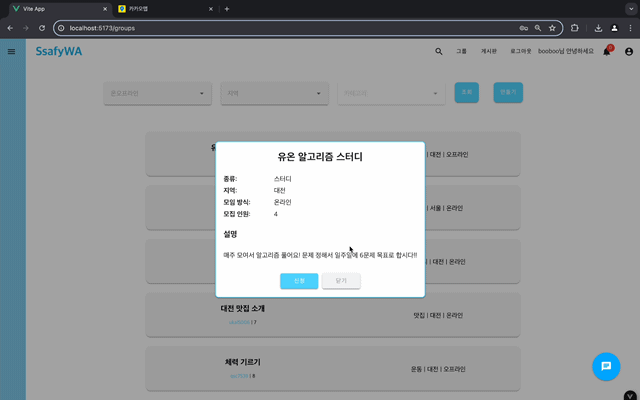 Vite App
카카오맵
localhost:5173/groups
SsafyWA
그룹
게시판
로그아웃
booboo님 안녕하세요
온오프라인
지역
카테고리
조회
만들기
유온 알고리즘 스터디
종류: 스터디
지역: 대전
모임 방식: 온라인
모집 인원: 4
설명
매주 모여서 알고리즘 풀어요! 문제 정해서 일주일에 6문제 목표로 합시다!!
신청
닫기
| 대전 | 오프라인
| 서울 | 온라인
| 대전 | 온라인
대전 맛집 소개
| 7
맛집 | 대전 | 온라인
체력 기르기
| 8
운동 | 대전 | 오프라인